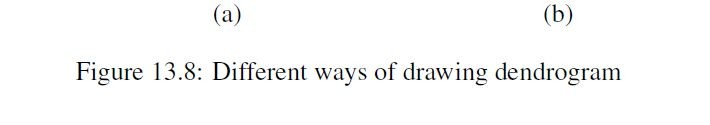 (a) (b)
Figure 13.8: Different ways of drawing dendrogram